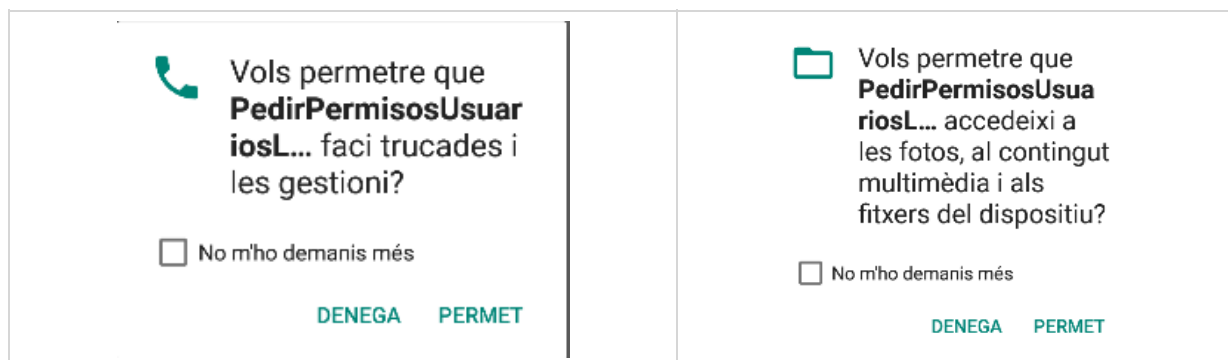 Vols permetre que
PedirPermisosUsuar
iosL... faci trucades i
les gestioni?
No m'ho demanis més
DENEGA PERMET
Vols permetre que
PedirPermisosUsua
riosL... accedeixi a
les fotos, al contingut
multimèdia i als
fitxers del dispositiu?
No m'ho demanis més
DENEGA PERMET